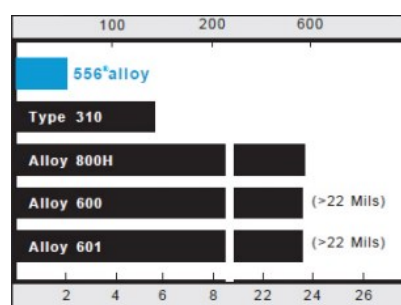 100 200 600
556® alloy
Type 310
Alloy 800H
Alloy 600 (>22 Mils)
Alloy 601 (>22 Mils)
2 4 6 8 22 24 26